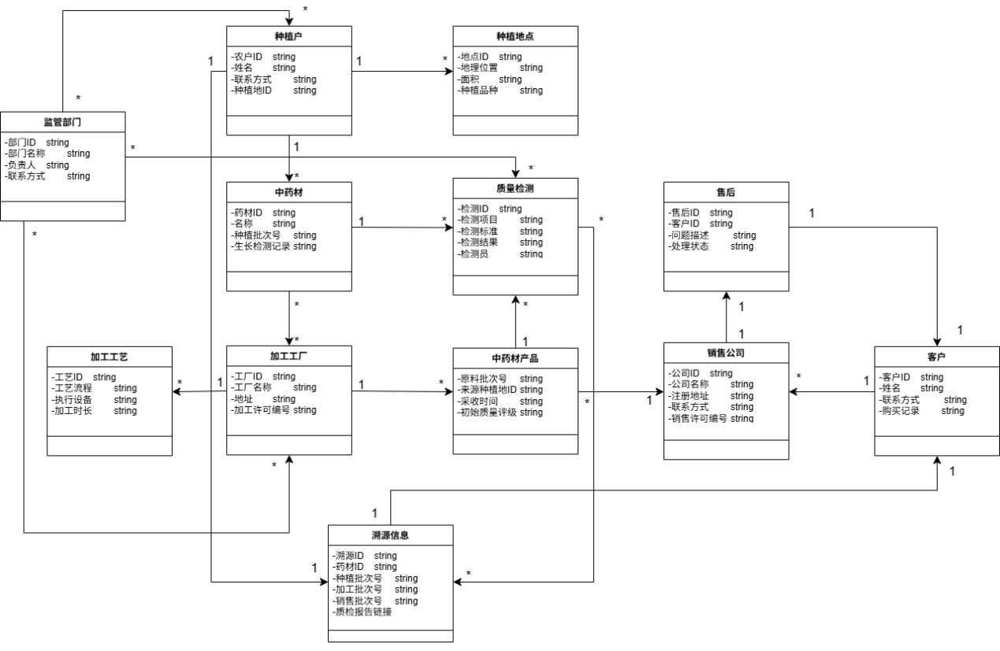 *
种植户
-农户ID string
-姓名 string
-联系方式 string
-种植地ID string
种植地点
-地点ID string
-地理位置 string
-面积 string
-种植品种 string
1
1
*
*
监管部门
-部门ID string
-部门名称 string
-负责人 string
-联系方式 string
*
*
1
*
*
中药材
-药材ID string
-名称 string
-种植批次号 string
-生长检测记录 string
1
*
质量检测
-检测ID string
-检测项目 string
-检测标准 string
-检测结果 string
-检测员 string
*
售后
-售后ID string
-客户ID string
-问题描述 string
-处理状态 string
1
*
*
*
1
1
1
1
加工工艺
-工艺ID string
-工艺流程 string
-执行设备 string
-加工时长 string
*
1
加工工厂
-工厂ID string
-工厂名称 string
-地址 string
-加工许可编号 string
1
*
中药材产品
-原料批次号 string
-来源种植地ID string
-采收时间 string
-初始质量评级 string
*
1
销售公司
-公司ID string
-公司名称 string
-注册地址 string
-联系方式 string
-销售许可编号 string
*
1
客户
-客户ID string
-姓名 string
-联系方式 string
-购买记录 string
*
1
1
溯源信息
-溯源ID string
-药材ID string
-种植批次号 string
-加工批次号 string
-销售批次号 string
-质检报告链接
1
*